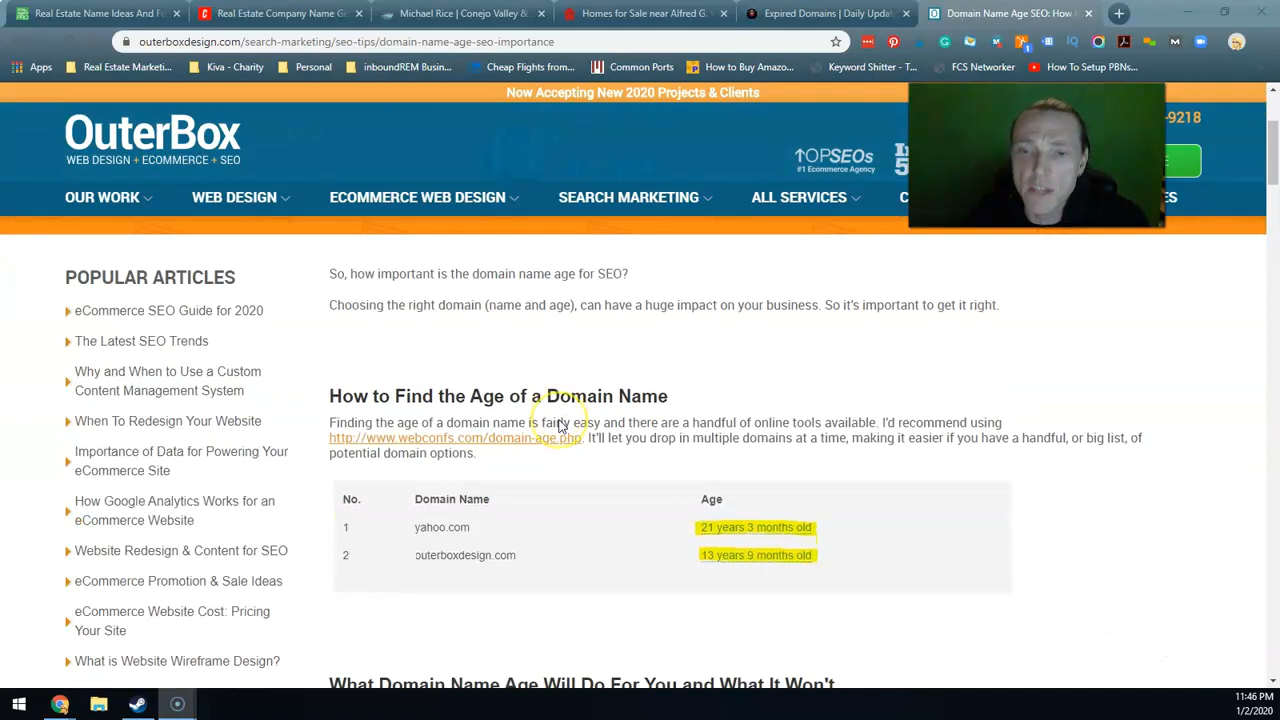 Real Estate Name Ideas And Fo
Real Estate Company Name Ge
Michael Rice | Conejo Valley &
Homes for Sale near Alfred G.
Expired Domains | Daily Updat
Domain Name Age SEO: How
outerboxdesign.com/search-marketing/seo-tips/domain-name-age-seo-importance
Apps
Real Estate Marketi...
Kiva - Charity
Personal
inboundREM Busin...
Cheap Flights from...
Common Ports
How to Buy Amazo...
Keyword Shitter - T...
FCS Networker
How To Setup PBNs...
Now Accepting New 2020 Projects & Clients
OuterBox
WEB DESIGN + ECOMMERCE + SEO
TOPSEOs
#1 Ecommerce Agency
-9218
OUR WORK
WEB DESIGN
ECOMMERCE WEB DESIGN
SEARCH MARKETING
ALL SERVICES
POPULAR ARTICLES
eCommerce SEO Guide for 2020
The Latest SEO Trends
Why and When to Use a Custom
Content Management System
When To Redesign Your Website
Importance of Data for Powering Your
eCommerce Site
How Google Analytics Works for an
eCommerce Website
Website Redesign & Content for SEO
eCommerce Promotion & Sale Ideas
eCommerce Website Cost: Pricing
Your Site
What is Website Wireframe Design?
So, how important is the domain name age for SEO?
Choosing the right domain (name and age), can have a huge impact on your business. So it's important to get it right.
How to Find the Age of a Domain Name
Finding the age of a domain name is fairly easy and there are a handful of online tools available. I'd recommend using
http://www.webconfs.com/domain-age.php. It'll let you drop in multiple domains at a time, making it easier if you have a handful, or big list, of
potential domain options.
No. Domain Name Age
1 yahoo.com 21 years 3 months old
2 outerboxdesign.com 13 years 9 months old
What Domain Name Age Will Do For You and What It Won't
11:46 PM
1/2/2020